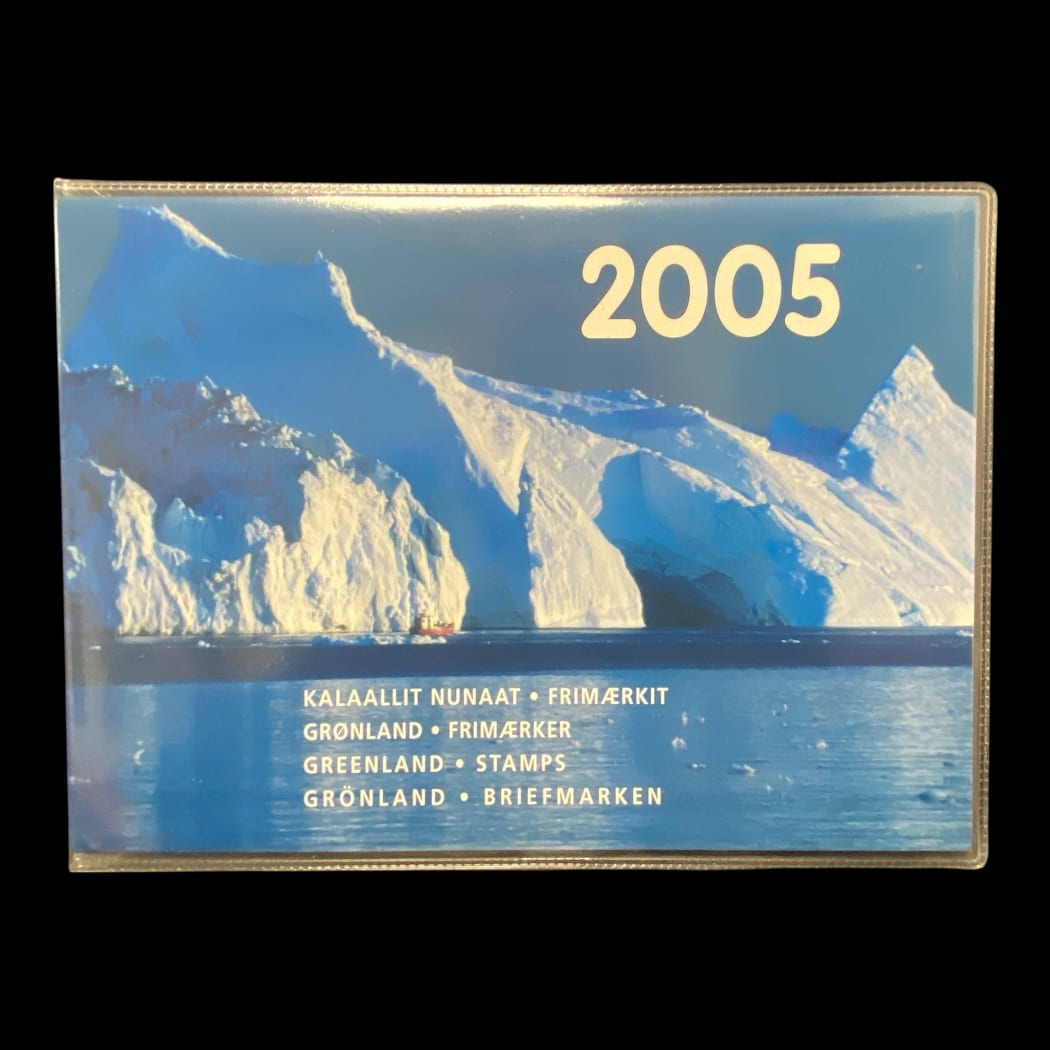 2005
KALAALLIT NUNAAT • FRIMÆRKIT
GRØNLAND • FRIMÆRKER
GREENLAND • STAMPS
GRÖNLAND • BRIEFMARKEN